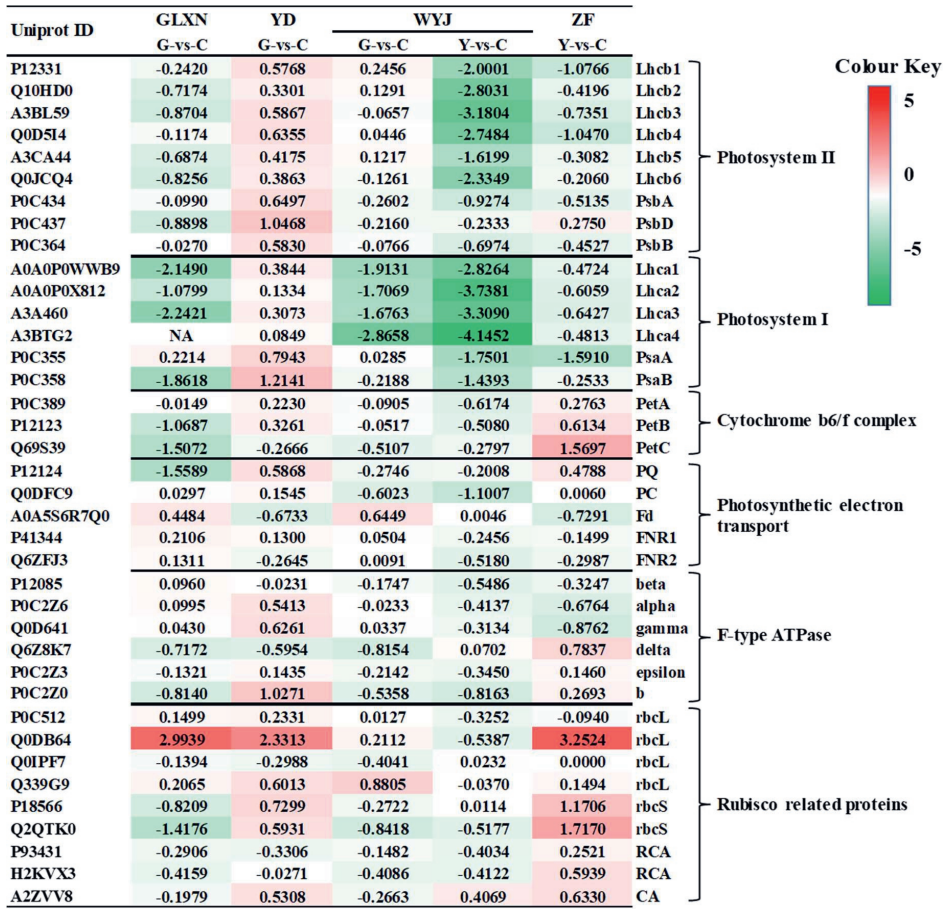 Uniprot ID GLXN YD WYJ ZF
G-vs-C G-vs-C G-vs-C Y-vs-C Y-vs-C
P12331 -0.2420 0.5768 0.2456 -2.0001 -1.0766 Lhcb1
Q10HD0 -0.7174 0.3301 0.1291 -2.8031 -0.4196 Lhcb2
A3BL59 -0.8704 0.5867 -0.0657 -3.1804 -0.7351 Lhcb3
Q0D5I4 -0.1174 0.6355 0.0446 -2.7484 -1.0470 Lhcb4
A3CA44 -0.6874 0.4175 0.1217 -1.6199 -0.3082 Lhcb5
Q0JCQ4 -0.8256 0.3863 -0.1261 -2.3349 -0.2060 Lhcb6
P0C434 -0.0990 0.6497 -0.2602 -0.9274 -0.5135 PsbA
P0C437 -0.8898 1.0468 -0.2160 -0.2333 0.2750 PsbD
P0C364 -0.0270 0.5830 -0.0766 -0.6974 -0.4527 PsbB
Photosystem II
A0A0P0WWB9 -2.1490 0.3844 -1.9131 -2.8264 -0.4724 Lhca1
A0A0P0X812 -1.0799 0.1334 -1.7069 -3.7381 -0.6059 Lhca2
A3A460 -2.2421 0.3073 -1.6763 -3.3090 -0.6427 Lhca3
A3BTG2 NA 0.0849 -2.8658 -4.1452 -0.4813 Lhca4
P0C355 0.2214 0.7943 0.0285 -1.7501 -1.5910 PsaA
P0C358 -1.8618 1.2141 -0.2188 -1.4393 -0.2533 PsaB
Photosystem I
P0C389 -0.0149 0.2230 -0.0905 -0.6174 0.2763 PetA
P12123 -1.0687 0.3261 -0.0517 -0.5080 0.6134 PetB
Q69S39 -1.5072 -0.2666 -0.5107 -0.2797 1.5697 PetC
Cytochrome b6/f complex
P12124 -1.5589 0.5868 -0.2746 -0.2008 0.4788 PQ
Q0DFC9 0.0297 0.1545 -0.6023 -1.1007 0.0060 PC
A0A5S6R7Q0 0.4484 -0.6733 0.6449 0.0046 -0.7291 Fd
P41344 0.2106 0.1300 0.0504 -0.2456 -0.1499 FNR1
Q6ZFJ3 0.1311 -0.2645 0.0091 -0.5180 -0.2987 FNR2
Photosynthetic electron
transport
P12085 0.0960 -0.0231 -0.1747 -0.5486 -0.3247 beta
P0C2Z6 0.0995 0.5413 -0.0233 -0.4137 -0.6764 alpha
Q0D641 0.0430 0.6261 0.0337 -0.3134 -0.8762 gamma
Q6Z8K7 -0.7172 -0.5954 -0.8154 0.0702 0.7837 delta
P0C2Z3 -0.1321 0.1435 -0.2142 -0.3450 0.1460 epsilon
P0C2Z0 -0.8140 1.0271 -0.5358 -0.8163 0.2693 b
F-type ATPase
P0C512 0.1499 0.2331 0.0127 -0.3252 -0.0940 rbcL
Q0DB64 2.9939 2.3313 0.2112 -0.5387 3.2524 rbcL
Q0IPF7 -0.1394 -0.2988 -0.4041 0.0232 0.0000 rbcL
Q339G9 0.2065 0.6013 0.8805 -0.0370 0.1494 rbcL
P18566 -0.8209 0.7299 -0.2722 0.0114 1.1706 rbcS
Q2QTK0 -1.4176 0.5931 -0.8418 -0.5177 1.7170 rbcS
P93431 -0.2906 -0.3306 -0.1482 -0.4034 0.2521 RCA
H2KVX3 -0.4159 -0.0271 -0.4086 -0.4122 0.5939 RCA
A2ZVV8 -0.1979 0.5308 -0.2663 0.4069 0.6330 CA
Rubisco related proteins
Colour Key
5
0
-5